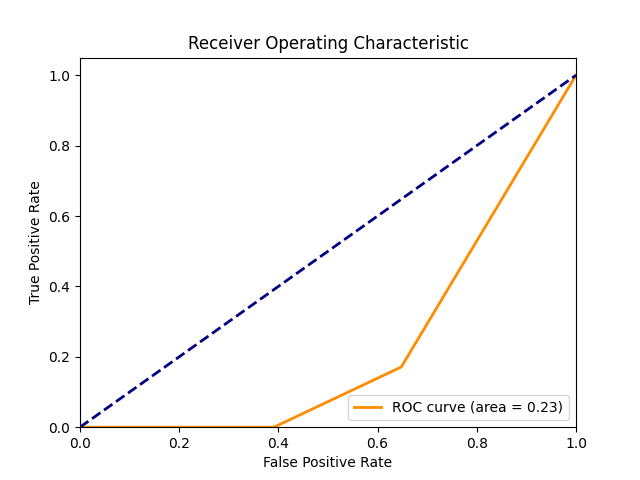 Receiver Operating Characteristic
1.0
0.8
0.6
0.4
0.2
0.0
True Positive Rate
ROC curve (area = 0.23)
0.0 0.2 0.4 0.6 0.8 1.0
False Positive Rate